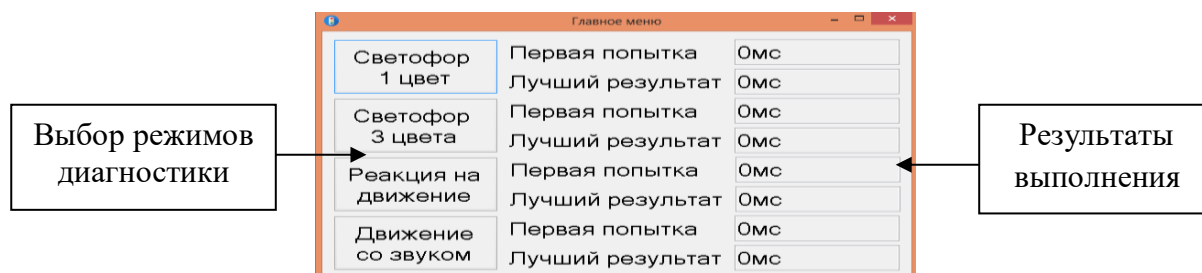 Главное меню
Светофор
1 цвет
Первая попытка 0мс
Лучший результат 0мс
Светофор
3 цвета
Первая попытка 0мс
Лучший результат 0мс
Реакция на
движение
Первая попытка 0мс
Лучший результат 0мс
Движение
со звуком
Первая попытка 0мс
Лучший результат 0мс
Выбор режимов
диагностики
Результаты
выполнения